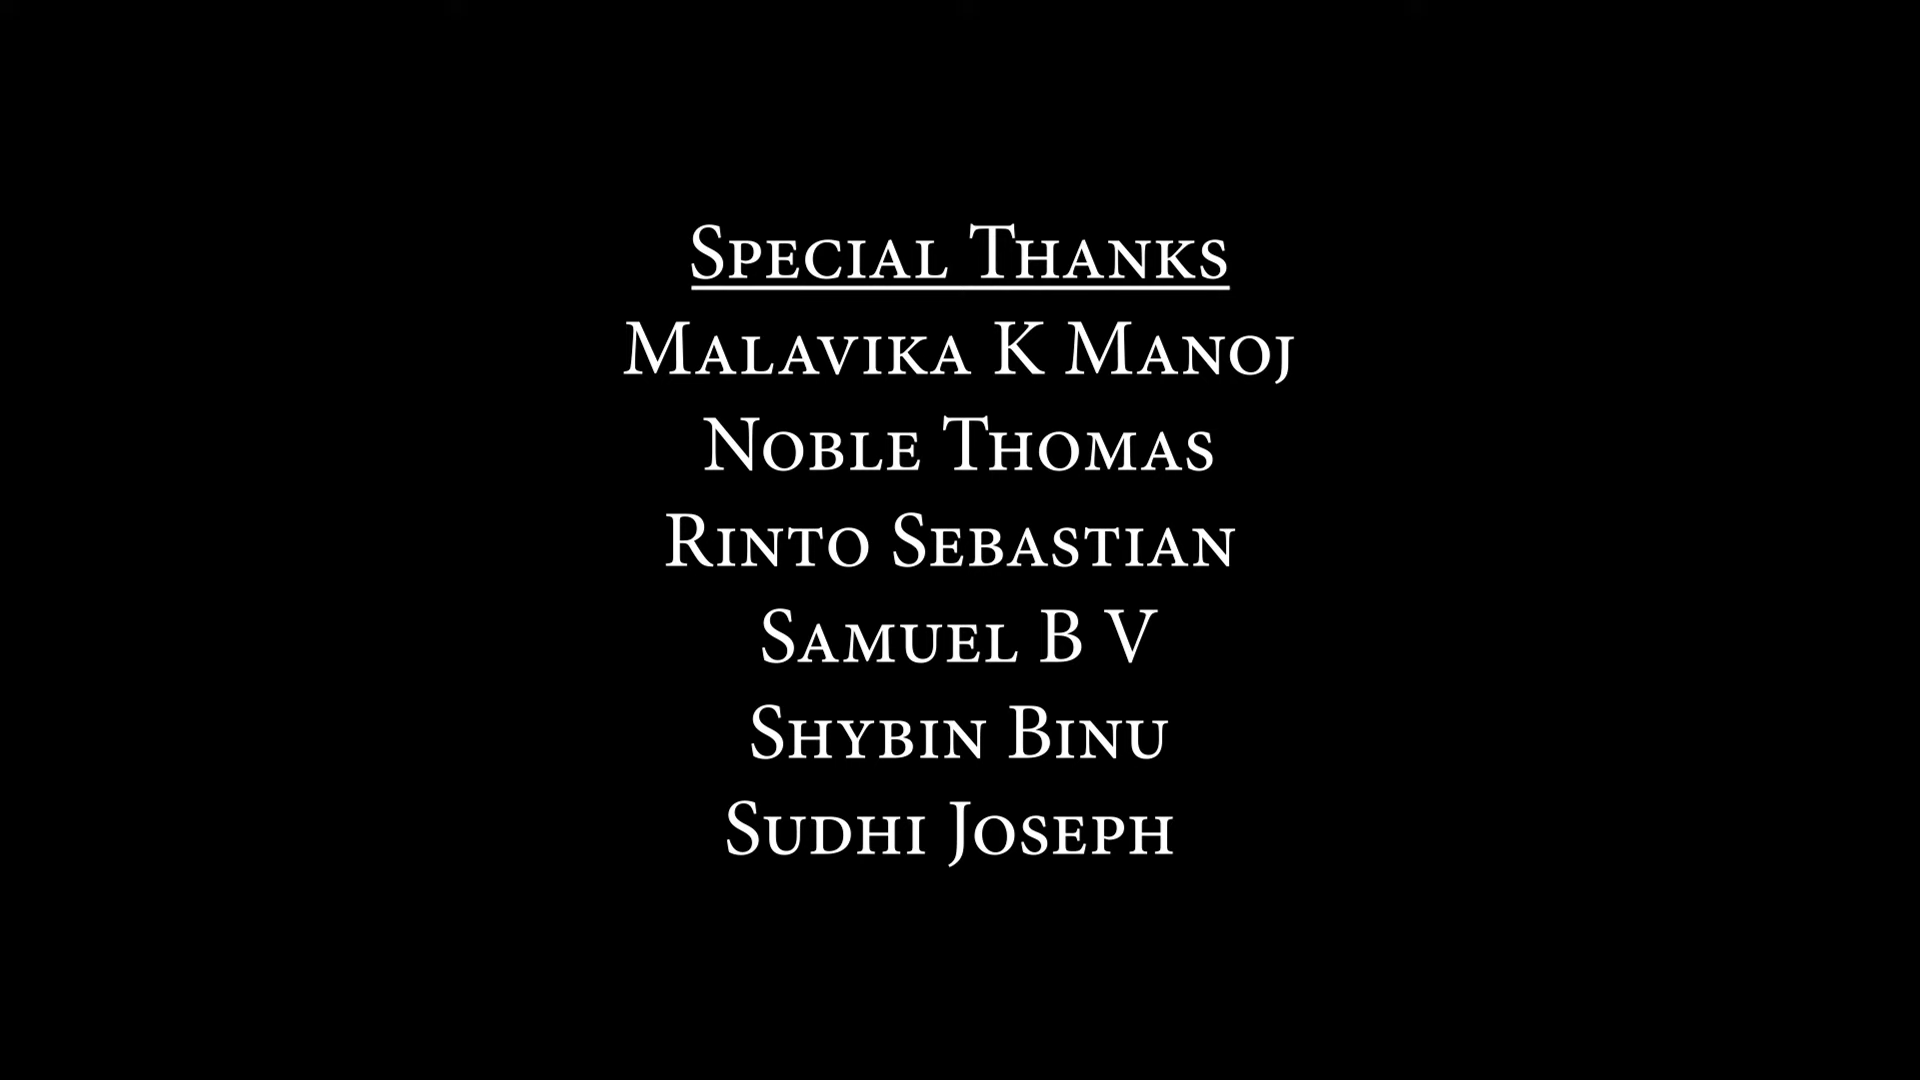 Special Thanks
Malavika K Manoj
Noble Thomas
Rinto Sebastian
Samuel B V
Shybin Binu
Sudhi Joseph